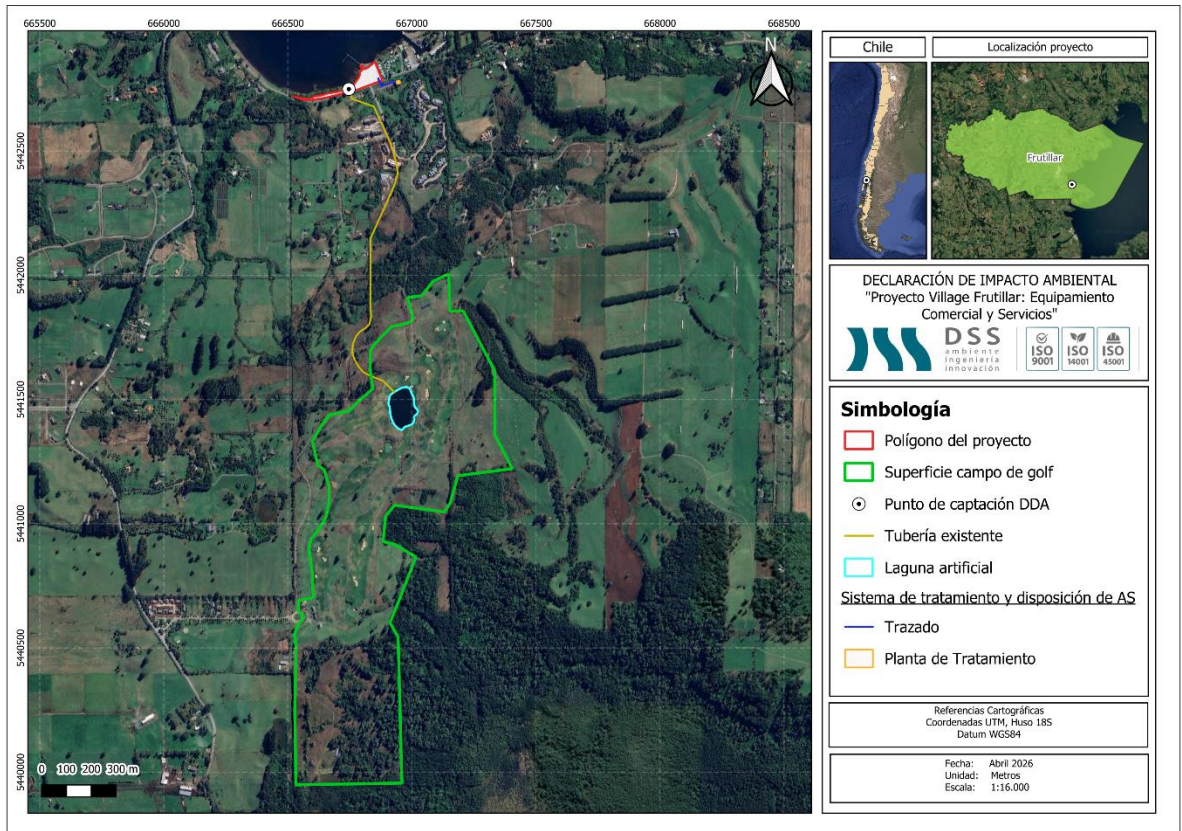 665500 666000 666500 667000 667500 668000 668500
5442500
5442000
5441500
5441000
5440500
5440000
N
0 100 200 300 m
Chile
Localización proyecto
Frutillar
DECLARACIÓN DE IMPACTO AMBIENTAL
"Proyecto Village Frutillar: Equipamiento
Comercial y Servicios"
DSS
ambiente
ingeniería
innovación
ISO
9001
ISO
14001
ISO
45001
Simbología
Polígono del proyecto
Superficie campo de golf
Punto de captación DDA
Tubería existente
Laguna artificial
Sistema de tratamiento y disposición de AS
Trazado
Planta de Tratamiento
Referencias Cartográficas
Coordenadas UTM, Huso 18S
Datum WGS84
Fecha: Abril 2026
Unidad: Metros
Escala: 1:16.000